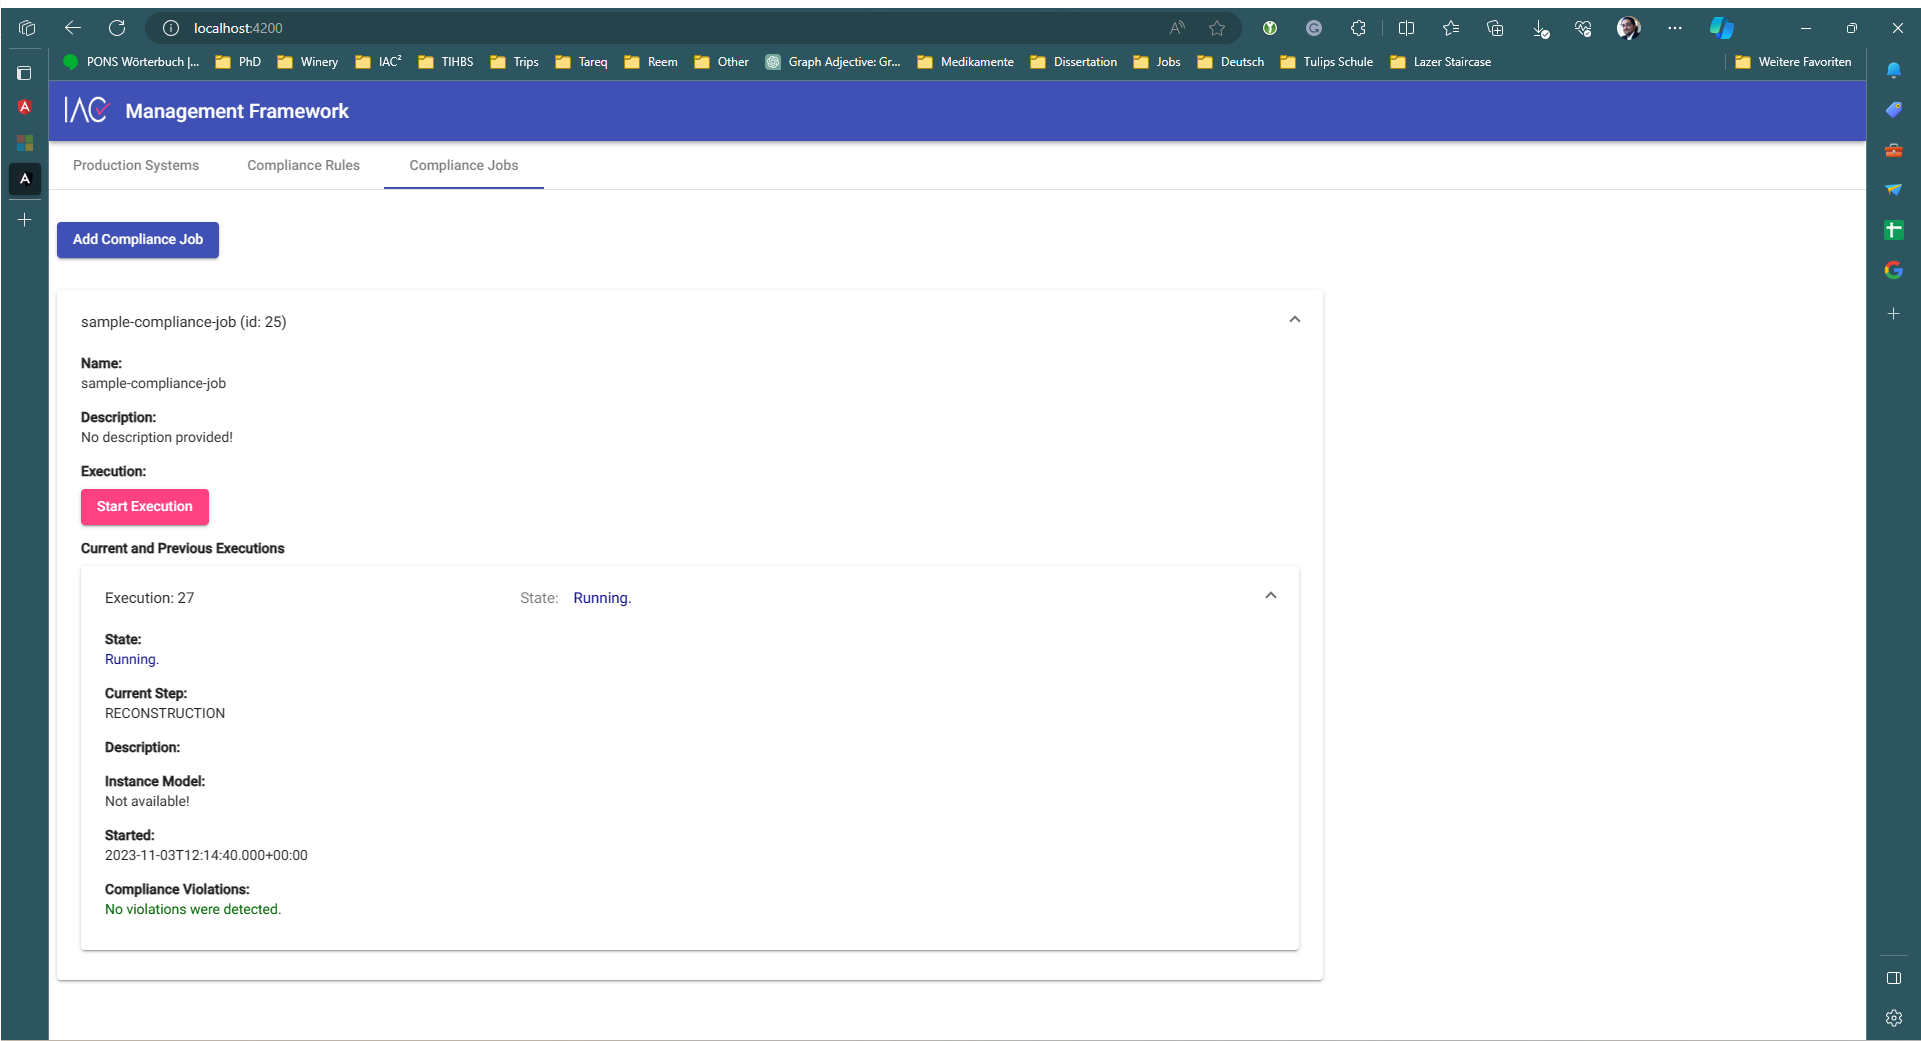 localhost:4200
PONS Wörterbuch |...
PhD
Winery
IAC²
TIHBS
Trips
Tareq
Reem
Other
Graph Adjective: Gr...
Medikamente
Dissertation
Jobs
Deutsch
Tulips Schule
Lazer Staircase
Weitere Favoriten
IAC Management Framework
Production Systems
Compliance Rules
Compliance Jobs
Add Compliance Job
sample-compliance-job (id: 25)
Name:
sample-compliance-job
Description:
No description provided!
Execution:
Start Execution
Current and Previous Executions
Execution: 27
State: Running.
State:
Running.
Current Step:
RECONSTRUCTION
Description:
Instance Model:
Not available!
Started:
2023-11-03T12:14:40.000+00:00
Compliance Violations:
No violations were detected.